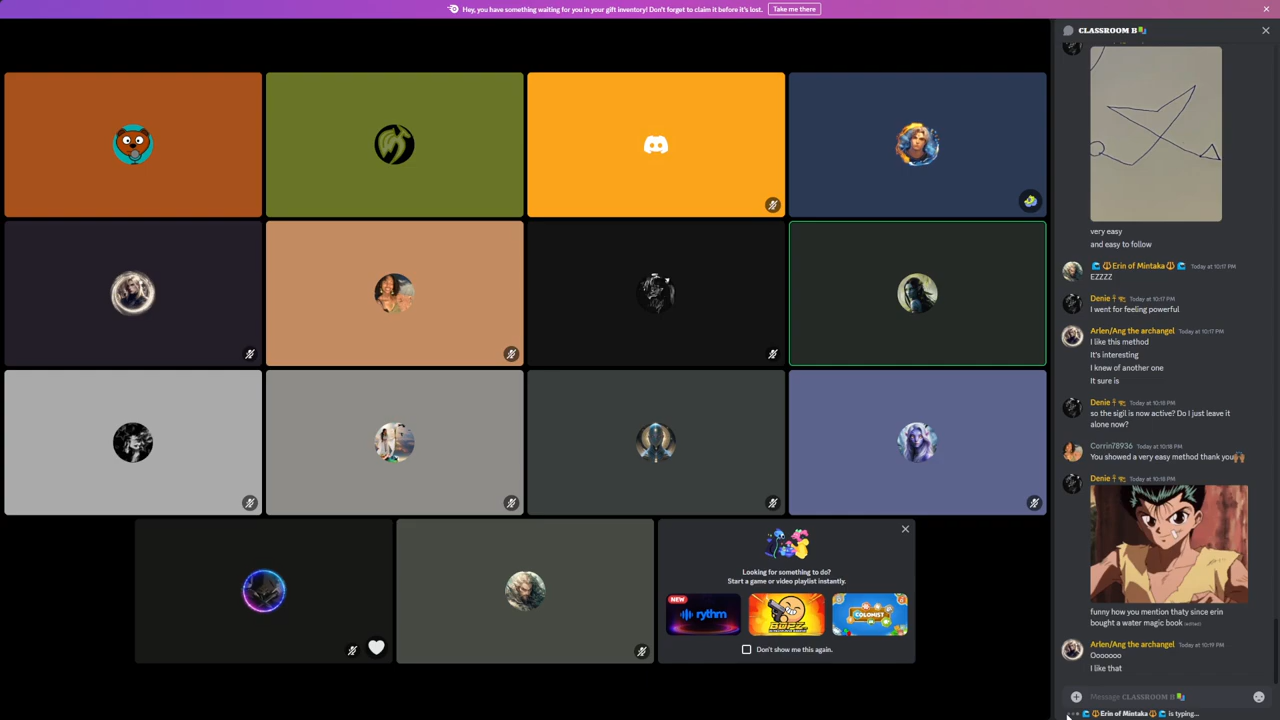 Hey, you have something waiting for you in your gift inventory! Don't forget to claim it before it's lost. Take me there
CLASSROOM B
very easy
and easy to follow
Erin of Mintaka Today at 10:17 PM
EZZZZ
Denie Today at 10:17 PM
I went for feeling powerful
Arlen/Ang the archangel Today at 10:17 PM
I like this method
It's interesting
I knew of another one
It sure is
Denie Today at 10:18 PM
so the sigil is now active? Do I just leave it
alone now?
Corrin78936 Today at 10:18 PM
You showed a very easy method thank you
Denie Today at 10:18 PM
funny how you mention thaty since erin
bought a water magic book (edited)
Arlen/Ang the archangel Today at 10:19 PM
Ooooooo
I like that
Message CLASSROOM B
Erin of Mintaka is typing...
Looking for something to do?
Start a game or video playlist instantly.
NEW
rythm
BOPZ
COLONIST
Don't show me this again.